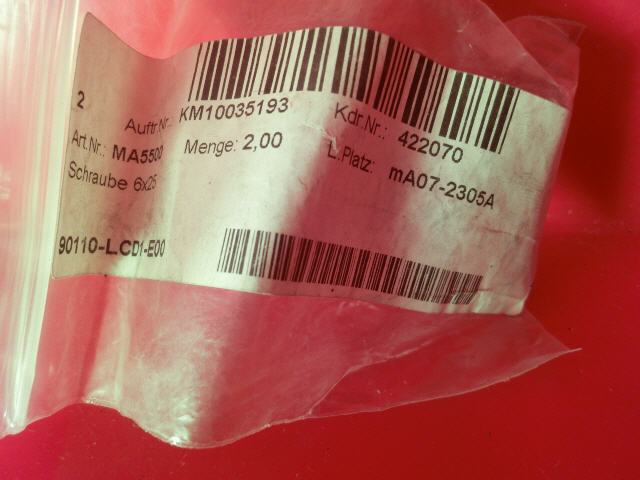 2
Auftr.Nr.: KM10035193 Kdr.Nr.: 422070
Art.Nr.: MA5500 Menge: 2,00 L.Platz: mA07-2305A
Schraube 6x25
90110-LCD1-E00